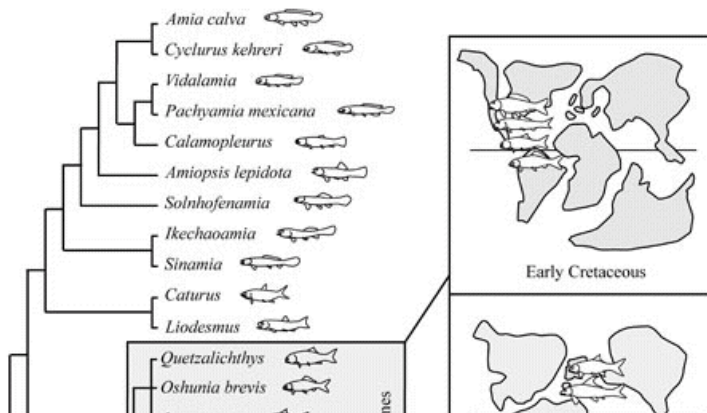 Amia calva
Cyclurus kehreri
Vidalamia
Pachyamia mexicana
Calamopleurus
Amiopsis lepidota
Solnhofenamia
Ikechaoamia
Sinamia
Caturus
Liodesmus
Quetzalichthys
Oshunia brevis
Early Cretaceous